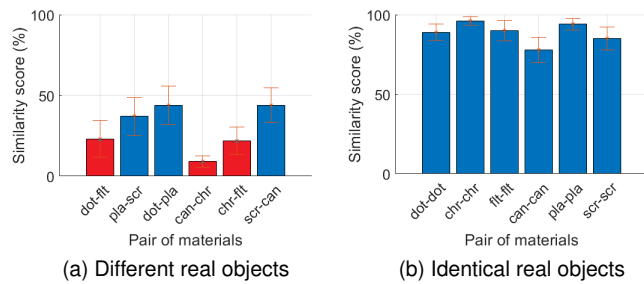 Similarity score (%)
100
50
0
dot-flt
pla-scr
dot-pla
can-chr
chr-flt
scr-can
Pair of materials
(a) Different real objects
Similarity score (%)
100
50
0
dot-dot
chr-chr
flt-flt
can-can
pla-pla
scr-scr
Pair of materials
(b) Identical real objects